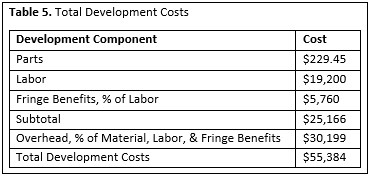 Table 5. Total Development Costs
Development Component Cost
Parts $229.45
Labor $19,200
Fringe Benefits, % of Labor $5,760
Subtotal $25,166
Overhead, % of Material, Labor, & Fringe Benefits $30,199
Total Development Costs $55,384